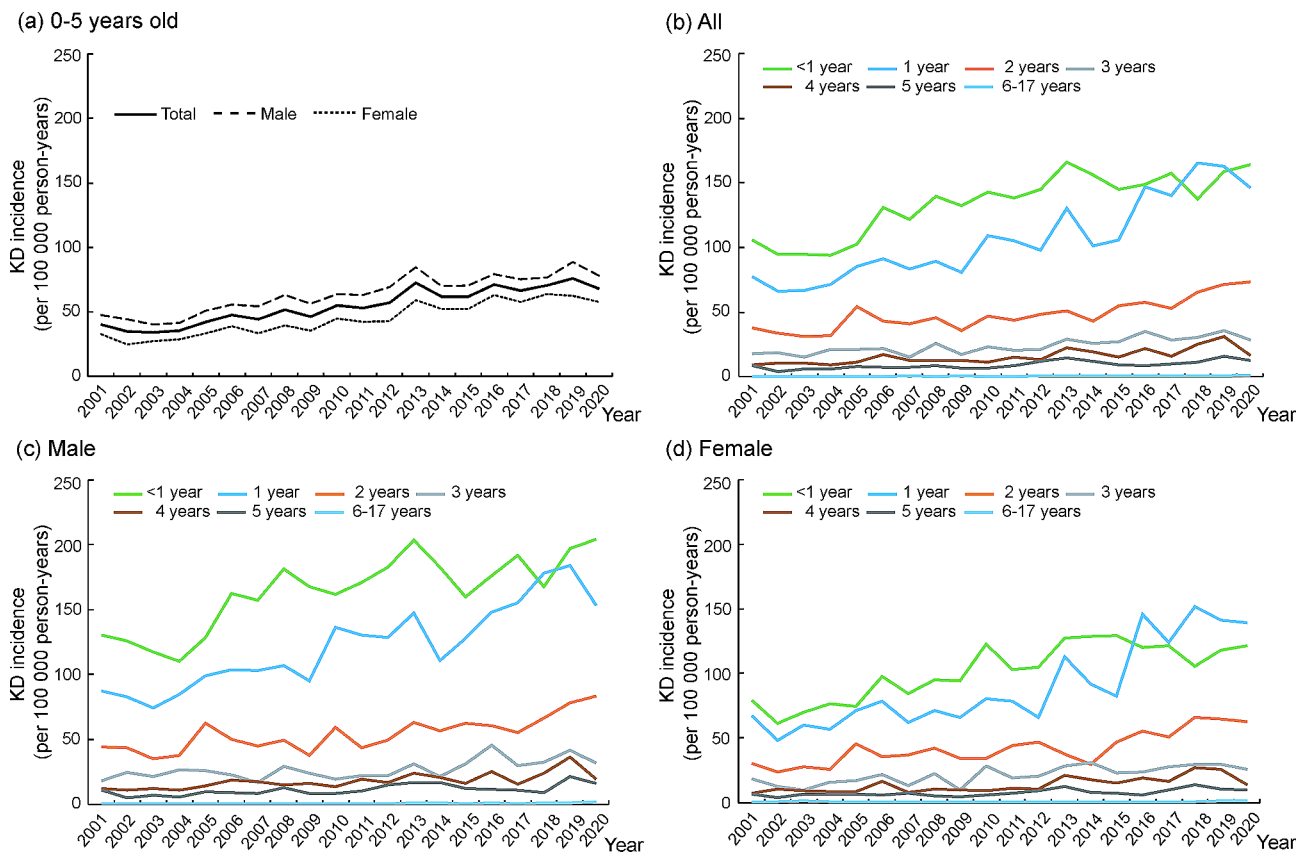 (a) 0-5 years old
KD incidence
(per 100 000 person-years)
250
200
150
100
50
0
Total Male Female
2001 2002 2003 2004 2005 2006 2007 2008 2009 2010 2011 2012 2013 2014 2015 2016 2017 2018 2019 2020
Year
(b) All
KD incidence
(per 100 000 person-years)
250
200
150
100
50
0
<1 year 1 year 2 years 3 years
4 years 5 years 6-17 years
2001 2002 2003 2004 2005 2006 2007 2008 2009 2010 2011 2012 2013 2014 2015 2016 2017 2018 2019 2020
Year
(c) Male
KD incidence
(per 100 000 person-years)
250
200
150
100
50
0
<1 year 1 year 2 years 3 years
4 years 5 years 6-17 years
2001 2002 2003 2004 2005 2006 2007 2008 2009 2010 2011 2012 2013 2014 2015 2016 2017 2018 2019 2020
Year
(d) Female
KD incidence
(per 100 000 person-years)
250
200
150
100
50
0
<1 year 1 year 2 years 3 years
4 years 5 years 6-17 years
2001 2002 2003 2004 2005 2006 2007 2008 2009 2010 2011 2012 2013 2014 2015 2016 2017 2018 2019 2020
Year